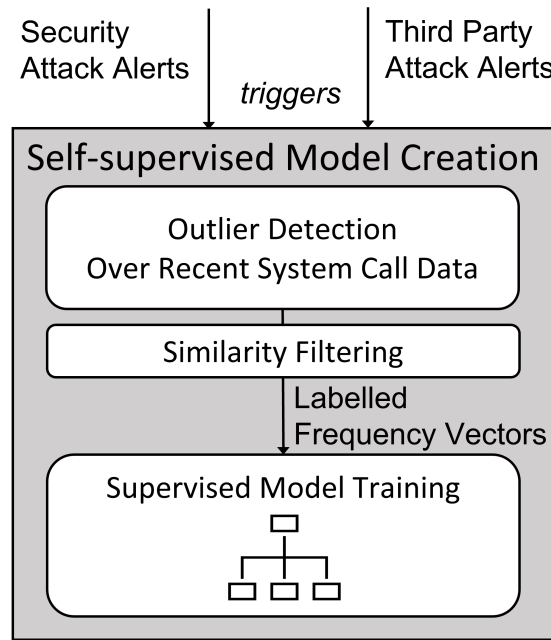 Security
Attack Alerts
triggers
Third Party
Attack Alerts
Self-supervised Model Creation
Outlier Detection
Over Recent System Call Data
Similarity Filtering
Labelled
Frequency Vectors
Supervised Model Training